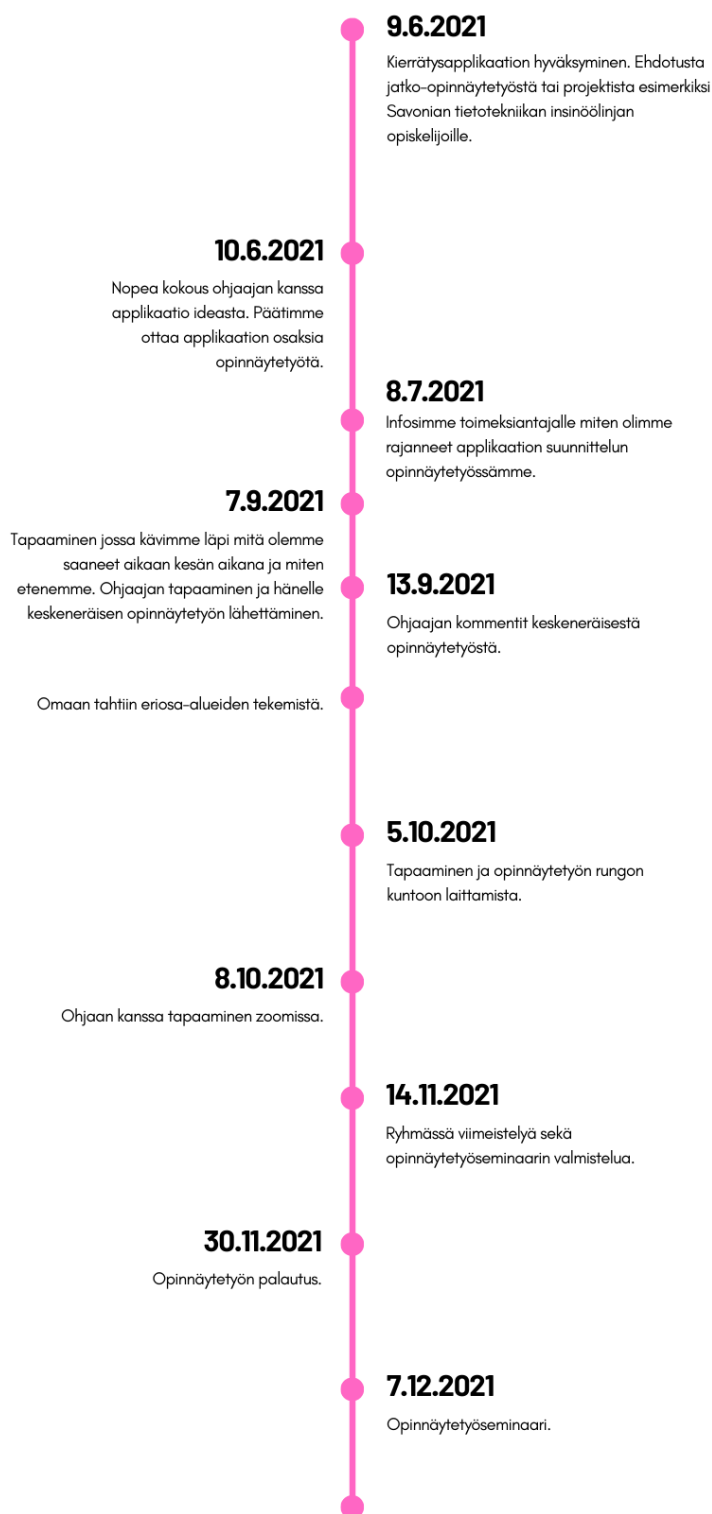 9.6.2021
Kierrätysapplikaation hyväksyminen. Ehdotusta
jatko-opinnäytetyöstä tai projektista esimerkiksi
Savonian tietotekniikan insinöölinjan
opiskelijoille.
10.6.2021
Nopea kokous ohjaajan kanssa
applikaatio ideasta. Päätimme
ottaa applikaation osaksia
opinnäytetyötä.
8.7.2021
Infosimme toimeksiantajalle miten olimme
rajanneet applikaation suunnittelun
opinnäytetyössämme.
7.9.2021
Tapaaminen jossa kävimme läpi mitä olemme
saaneet aikaan kesän aikana ja miten
etenemme. Ohjaajan tapaaminen ja hänelle
keskeneräisen opinnäytetyön lähettäminen.
13.9.2021
Ohjaajan kommentit keskeneräisestä
opinnäytetyöstä.
Omaan tahtiin eriosa-alueiden tekemistä.
5.10.2021
Tapaaminen ja opinnäytetyön rungon
kuntoon laittamista.
8.10.2021
Ohjaan kanssa tapaaminen zoomissa.
14.11.2021
Ryhmässä viimeistelyä sekä
opinnäytetyöseminaarin valmistelua.
30.11.2021
Opinnäytetyön palautus.
7.12.2021
Opinnäytetyöseminaari.